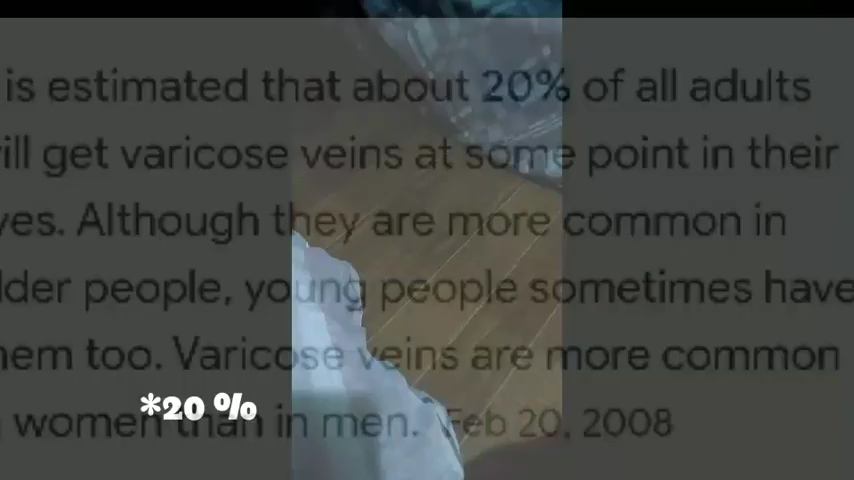 is estimated that about 20% of all adults
ill get varicose veins at some point in their
ves. Although they are more common in
lder people, young people sometimes have
hem too. Varicose veins are more common
women than in men. Feb 20, 2008
*20 %